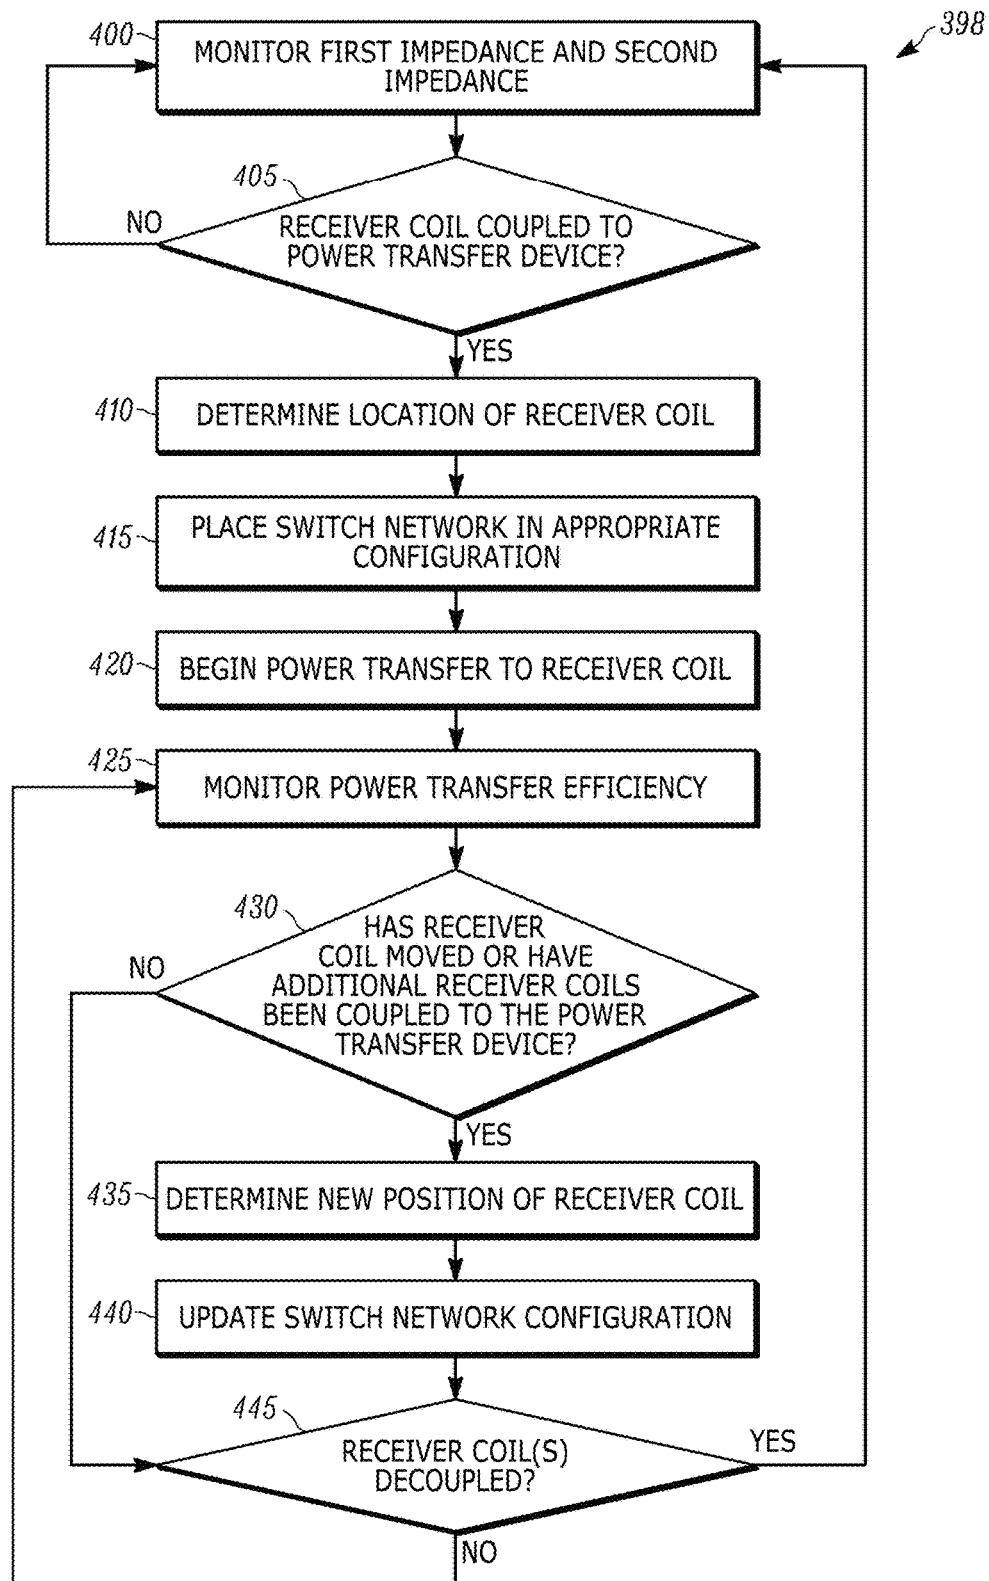 398
400
MONITOR FIRST IMPEDANCE AND SECOND
IMPEDANCE
405
NO
RECEIVER COIL COUPLED TO
POWER TRANSFER DEVICE?
YES
410
DETERMINE LOCATION OF RECEIVER COIL
415
PLACE SWITCH NETWORK IN APPROPRIATE
CONFIGURATION
420
BEGIN POWER TRANSFER TO RECEIVER COIL
425
MONITOR POWER TRANSFER EFFICIENCY
430
NO
HAS RECEIVER
COIL MOVED OR HAVE
ADDITIONAL RECEIVER COILS
BEEN COUPLED TO THE POWER
TRANSFER DEVICE?
YES
435
DETERMINE NEW POSITION OF RECEIVER COIL
440
UPDATE SWITCH NETWORK CONFIGURATION
445
RECEIVER COIL(S)
DECOUPLED?
YES
NO